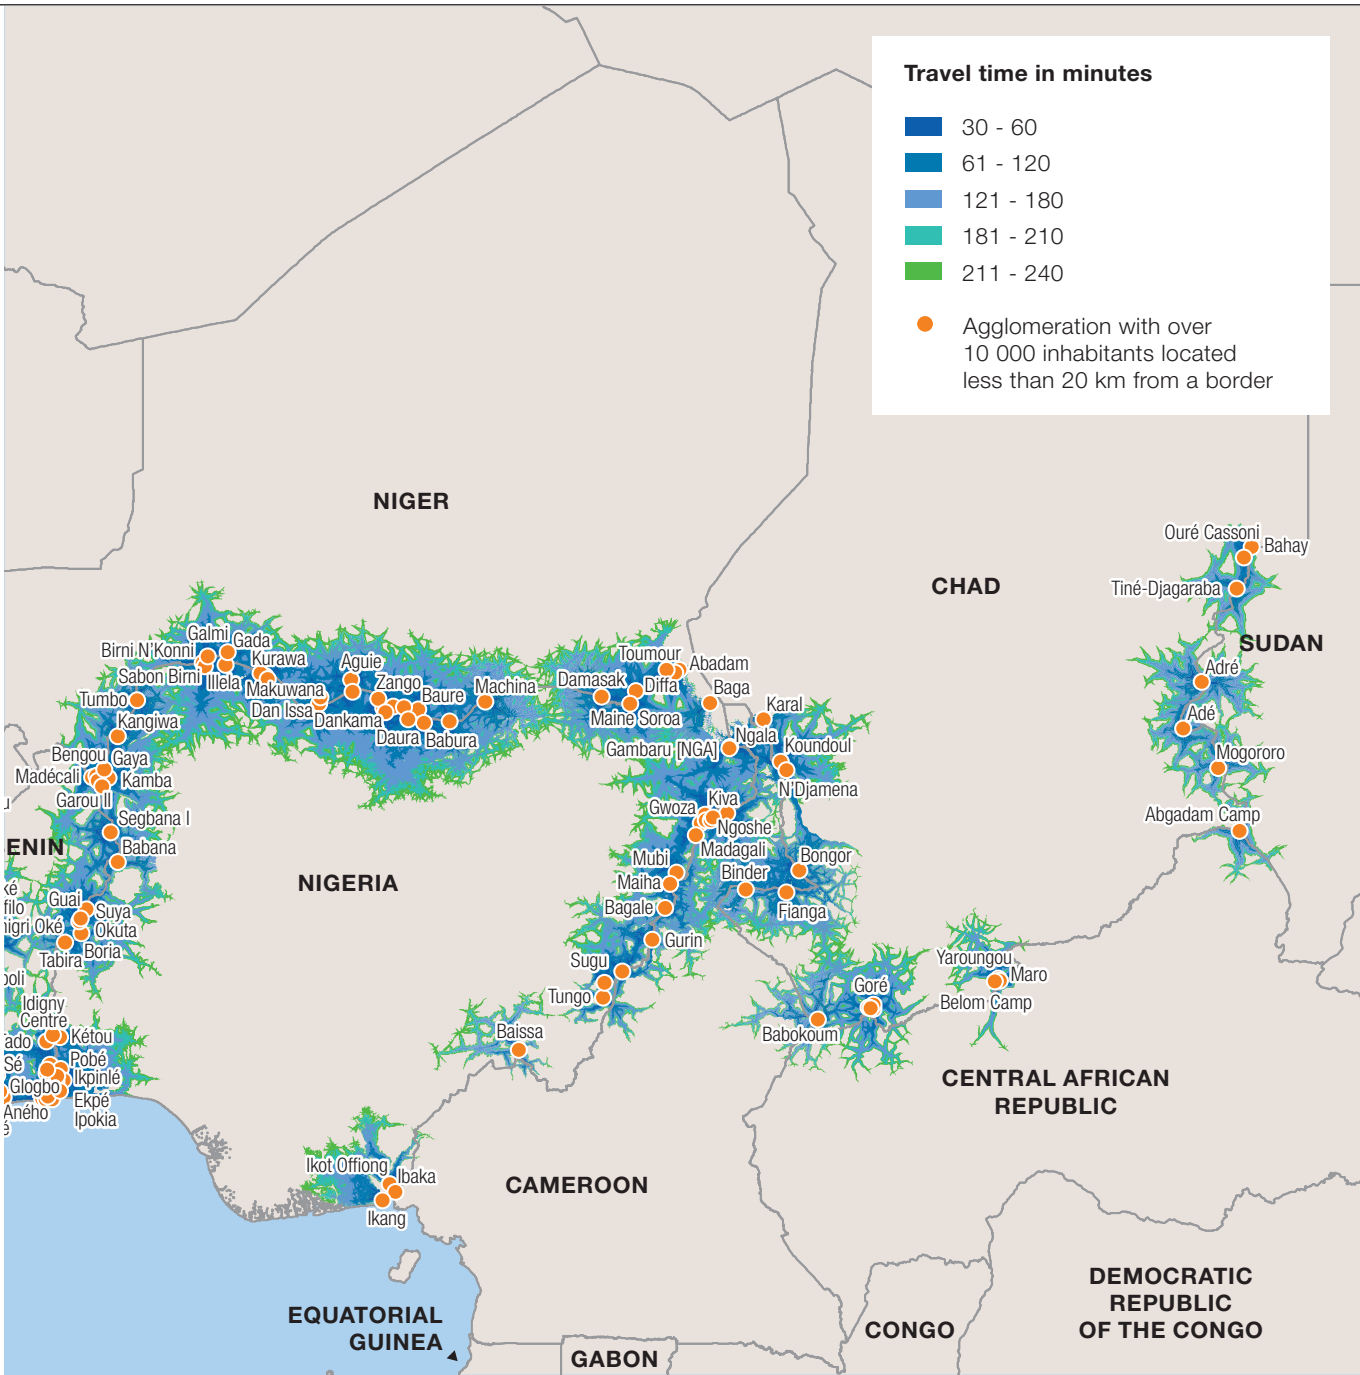 Travel time in minutes
30 - 60
61 - 120
121 - 180
181 - 210
211 - 240
Agglomeration with over
10 000 inhabitants located
less than 20 km from a border
NIGER
CHAD
SUDAN
Ouré Cassoni
Bahay
Tiné-Djagaraba
Adré
Adé
Mogororo
Abgadam Camp
Galmi
Gada
Birni N'Konni
Kurawa
Sabon Birni
Illela
Makuwana
Dan Issa
Aguie
Zango
Baure
Machina
Dankama
Daura
Babura
Tumbo
Kangiwa
Bengou
Gaya
Madécali
Kamba
Garou II
Segbana I
Babana
ENIN
Guai
Suya
Okuta
nigri Oké
Tabira
Boria
Toumour
Abadam
Damasak
Diffa
Baga
Maine Soroa
Karal
Ngala
Gambaru [NGA]
Koundoul
N'Djamena
Kiva
Gwoza
Ngoshe
Madagali
Mubi
Maiha
Binder
Bongor
Fianga
Bagale
Gurin
Sugu
Tungo
Baissa
NIGERIA
Goré
Babokoum
Yaroungou
Maro
Belom Camp
ké
filo
poli
Idigny
Centre
ado
Kétou
Sé
Pobé
Ikpinlé
Glogbo
Ekpé
Aného
Ipokia
é
Ikot Offiong
Ibaka
Ikang
CAMEROON
CENTRAL AFRICAN
REPUBLIC
EQUATORIAL
GUINEA
GABON
CONGO
DEMOCRATIC
REPUBLIC
OF THE CONGO